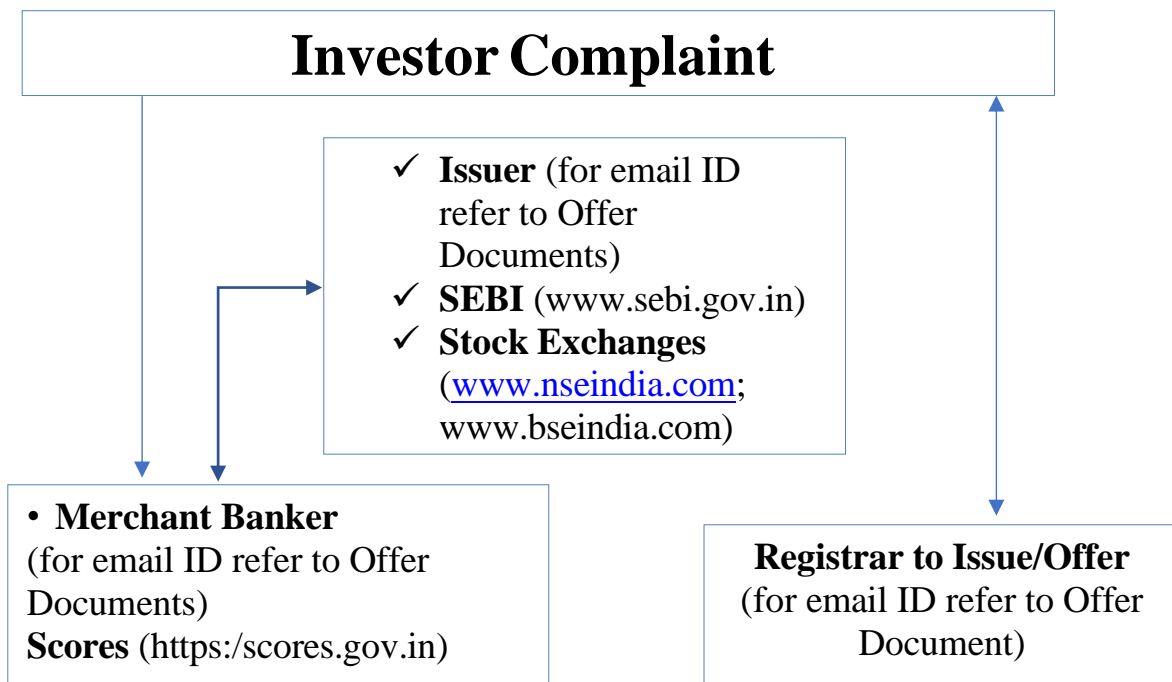 Investor Complaint
✓ Issuer (for email ID
refer to Offer
Documents)
✓ SEBI (www.sebi.gov.in)
✓ Stock Exchanges
(www.nseindia.com;
www.bseindia.com)
• Merchant Banker
(for email ID refer to Offer
Documents)
Scores (https:/scores.gov.in)
Registrar to Issue/Offer
(for email ID refer to Offer
Document)